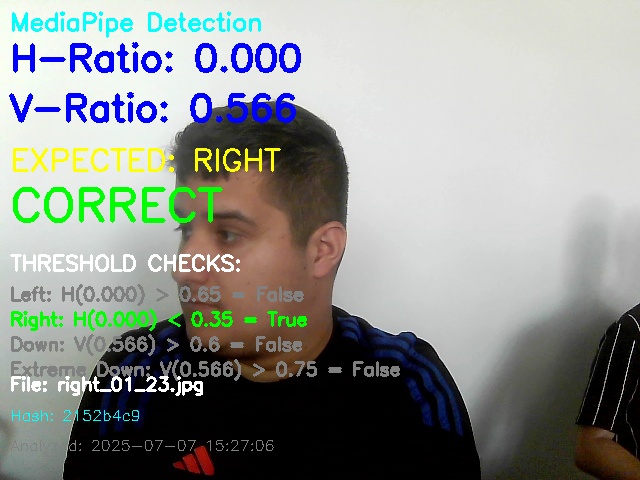 MediaPipe Detection
H-Ratio: 0.000
V-Ratio: 0.566
EXPECTED: RIGHT
CORRECT
THRESHOLD CHECKS:
Left: H(0.000) > 0.65 = False
Right: H(0.000) < 0.35 = True
Down: V(0.566) > 0.6 = False
Extreme Down: V(0.566) > 0.75 = False
File: right_01_23.jpg
Hash: 2152b4c9
Analyzed: 2025-07-07 15:27:06